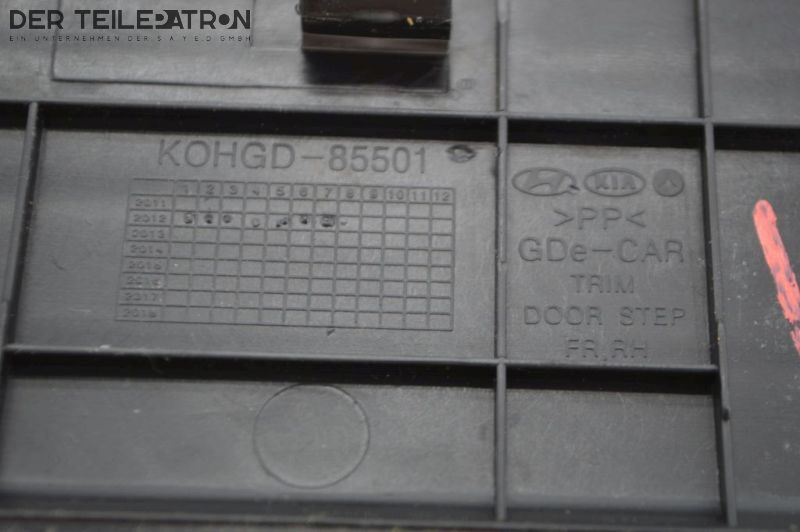 DER TEILEPATRON
EIN UNTERNEHMEN DER S A Y E D GMBH
KOHGD-85501
1 2 3 4 5 6 7 8 9 10 11 12
2011
2012
2013
2014
2015
2016
2017
2018
KIA
>PP<
GDe-CAR
TRIM
DOOR STEP
FR,RH